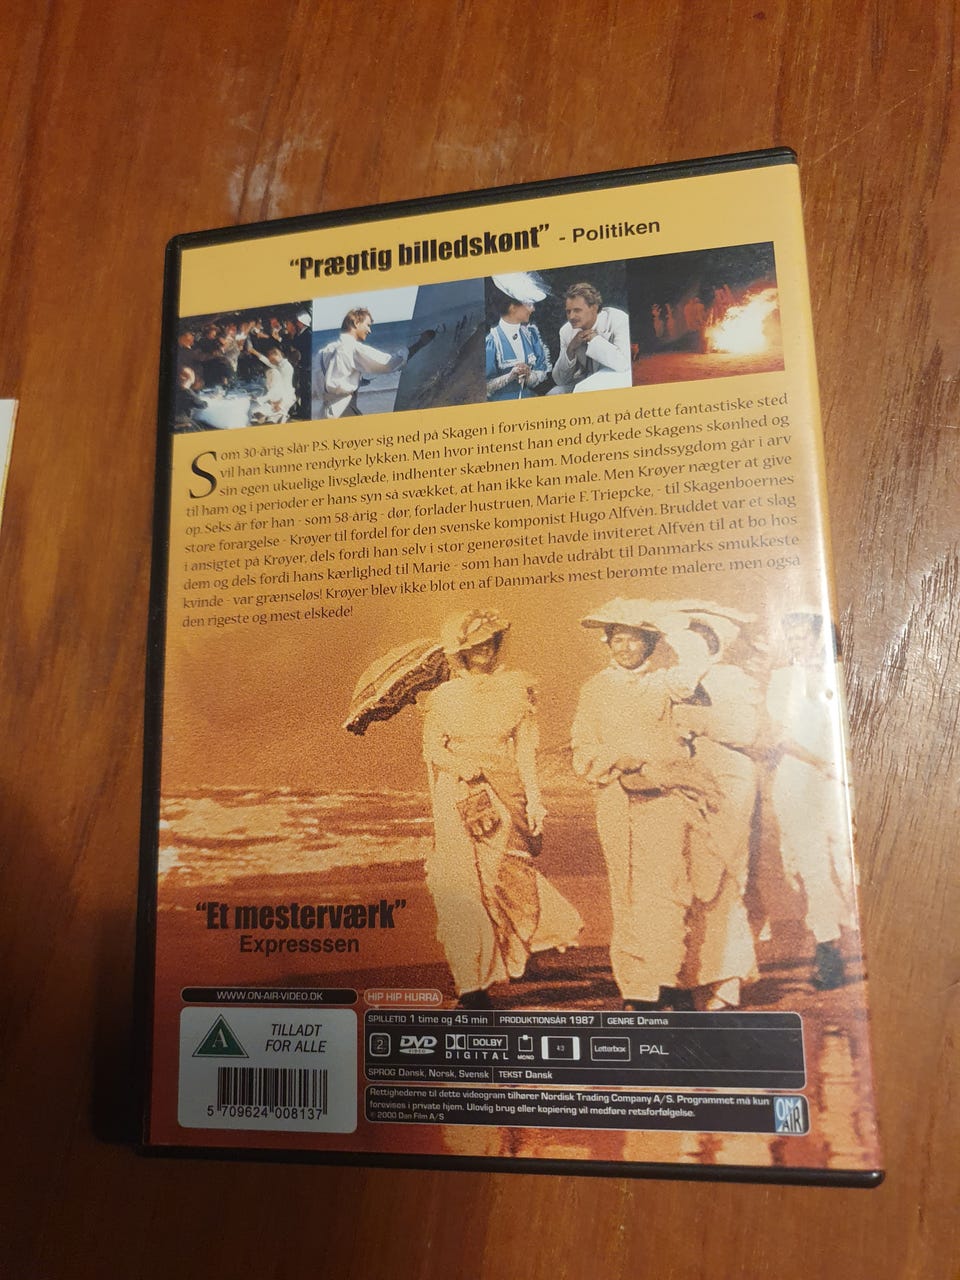 “Prægtig billedskønt” - Politiken
Som 30-årig slår P.S. Krøyer sig ned på Skagen i forvisning om, at på dette fantastiske sted
vil han kunne rendyrke lykken. Men hvor intenst han end dyrkede Skagens skønhed og
sin egen ukuelige livsglæde, indhenter skæbnen ham. Moderens sindssygdom går i arv
til ham og i perioder er hans syn så svækket, at han ikke kan male. Men Krøyer nægter at give
op. Seks år før han - som 58-årig - dør, forlader hustruen, Marie F. Triepcke, - til Skagenboernes
store forargelse - Krøyer til fordel for den svenske komponist Hugo Alfvén. Bruddet var et slag
i ansigtet på Krøyer, dels fordi han selv i stor generøsitet havde inviteret Alfvén til at bo hos
dem og dels fordi hans kærlighed til Marie - som han havde udråbt til Danmarks smukkeste
kvinde - var grænseløs! Krøyer blev ikke blot en af Danmarks mest berømte malere, men også
den rigeste og mest elskede!
“Et mesterværk”
Expresssen
WWW.ON-AIR-VIDEO.DK
HIP HIP HURRA
A
TILLADT
FOR ALLE
5 709624 008137
SPILLETID 1 time og 45 min PRODUKTIONSÅR 1987 GENRE Drama
2 DVD VIDEO DOLBY DIGITAL MONO 4:3 Letterbox PAL
SPROG Dansk, Norsk, Svensk TEKST Dansk
Rettighederne til dette videogram tilhører Nordisk Trading Company A/S. Programmet må kun
forevises i private hjem. Ulovlig brug eller kopiering vil medføre retsforfølgelse.
© 2000 Dan Film A/S
ON AIR